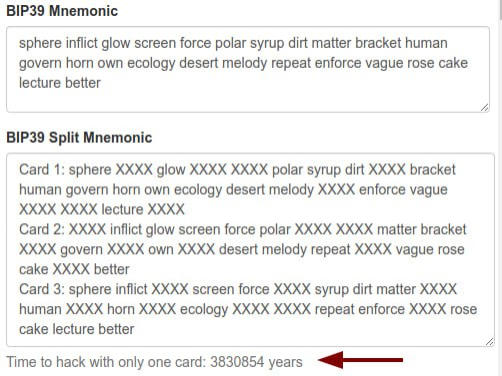 BIP39 Mnemonic
sphere inflict glow screen force polar syrup dirt matter bracket human
govern horn own ecology desert melody repeat enforce vague rose cake
lecture better
BIP39 Split Mnemonic
Card 1: sphere XXXX glow XXXX XXXX polar syrup dirt XXXX bracket
human govern horn own ecology desert melody XXXX enforce vague
XXXX XXXX lecture XXXX
Card 2: XXXX inflict glow screen force polar XXXX XXXX matter bracket
XXXX govern XXXX own XXXX desert melody repeat XXXX vague rose
cake XXXX better
Card 3: sphere inflict XXXX screen force XXXX syrup dirt matter XXXX
human XXXX horn XXXX ecology XXXX XXXX repeat enforce XXXX rose
cake lecture better
Time to hack with only one card: 3830854 years